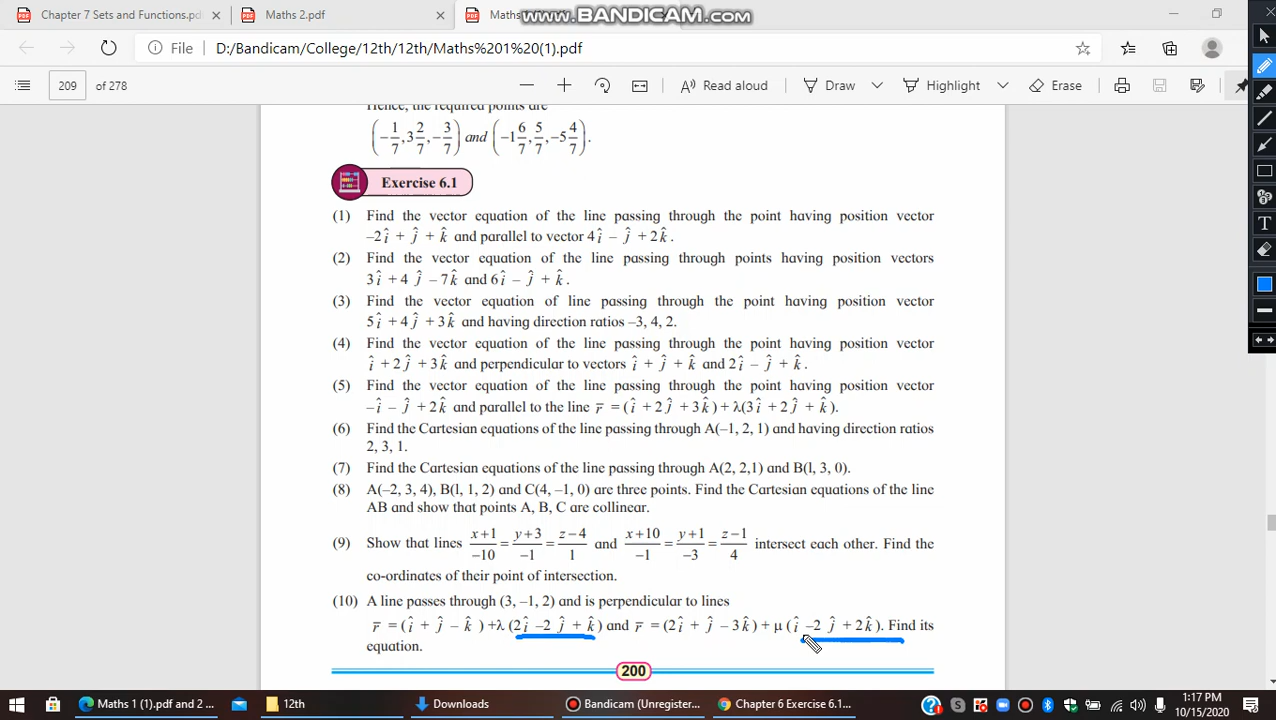 Chapter 7 Sets and Functions.pd
Maths 2.pdf
Maths
www.BANDICAM.com
File
D:/Bandicam/College/12th/12th/Maths%201%20(1).pdf
209
of 278
Read aloud
Draw
Highlight
Erase
Hence, the required points are
(-1/7, 3 2/7, -3/7) and (-1 6/7, 5/7, -5 4/7).
Exercise 6.1
(1) Find the vector equation of the line passing through the point having position vector
–2î + ĵ + k̂ and parallel to vector 4î – ĵ + 2k̂.
(2) Find the vector equation of the line passing through points having position vectors
3î + 4ĵ – 7k̂ and 6î – ĵ + k̂.
(3) Find the vector equation of line passing through the point having position vector
5î + 4ĵ + 3k̂ and having direction ratios –3, 4, 2.
(4) Find the vector equation of the line passing through the point having position vector
î + 2ĵ + 3k̂ and perpendicular to vectors î + ĵ + k̂ and 2î – ĵ + k̂.
(5) Find the vector equation of the line passing through the point having position vector
–î – ĵ + 2k̂ and parallel to the line r̄ = (î + 2ĵ + 3k̂) + λ(3î + 2ĵ + k̂).
(6) Find the Cartesian equations of the line passing through A(–1, 2, 1) and having direction ratios
2, 3, 1.
(7) Find the Cartesian equations of the line passing through A(2, 2,1) and B(l, 3, 0).
(8) A(–2, 3, 4), B(l, 1, 2) and C(4, –1, 0) are three points. Find the Cartesian equations of the line
AB and show that points A, B, C are collinear.
(9) Show that lines (x+1)/-10 = (y+3)/-1 = (z-4)/1 and (x+10)/-1 = (y+1)/-3 = (z-1)/4 intersect each other. Find the
co-ordinates of their point of intersection.
(10) A line passes through (3, –1, 2) and is perpendicular to lines
r̄ = (î + ĵ – k̂) +λ (2î –2ĵ + k̂) and r̄ = (2î + ĵ – 3k̂) + μ (î –2ĵ + 2k̂). Find its
equation.
200
Maths 1 (1).pdf and 2 ...
12th
Downloads
Bandicam (Unregister...
Chapter 6 Exercise 6.1...
1:17 PM
10/15/2020